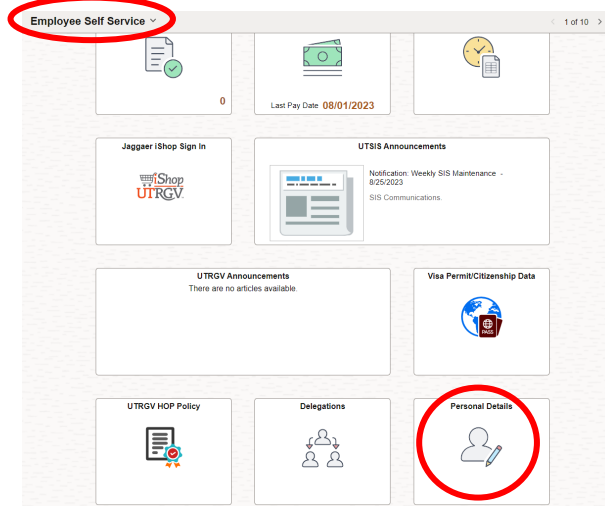 Employee Self Service
1 of 10
0
Last Pay Date 08/01/2023
Jaggaer iShop Sign In
iShop
UTRGV
UTSIS Announcements
Notification: Weekly SIS Maintenance -
8/25/2023
SIS Communications
UTRGV Announcements
There are no articles available.
Visa Permit/Citizenship Data
PASS
UTRGV HOP Policy
Delegations
Personal Details